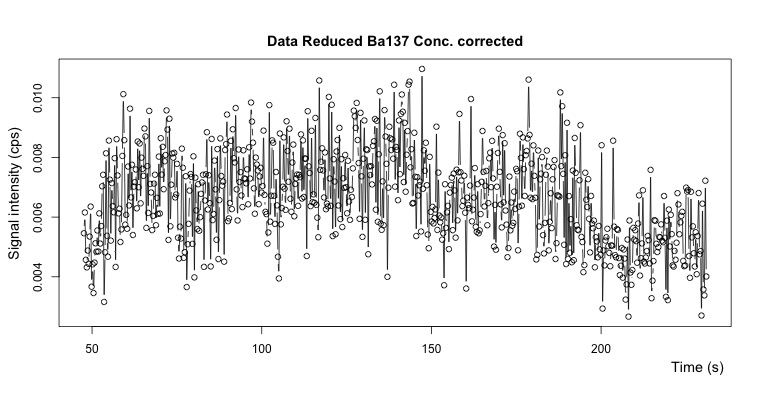 Data Reduced Ba137 Conc. corrected
Signal intensity (cps)
0.010
0.008
0.006
0.004
50 100 150 200
Time (s)